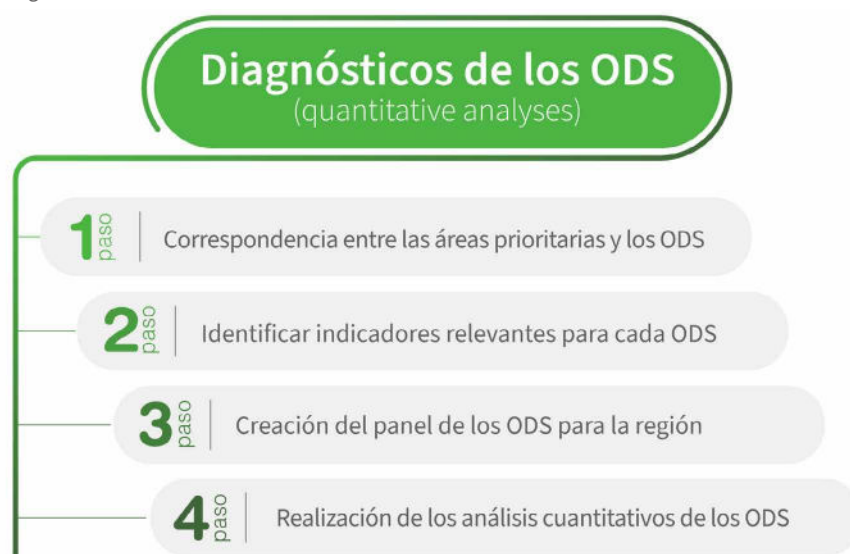 Diagnósticos de los ODS
(quantitative analyses)
1 paso
Correspondencia entre las áreas prioritarias y los ODS
2 paso
Identificar indicadores relevantes para cada ODS
3 paso
Creación del panel de los ODS para la región
4 paso
Realización de los análisis cuantitativos de los ODS